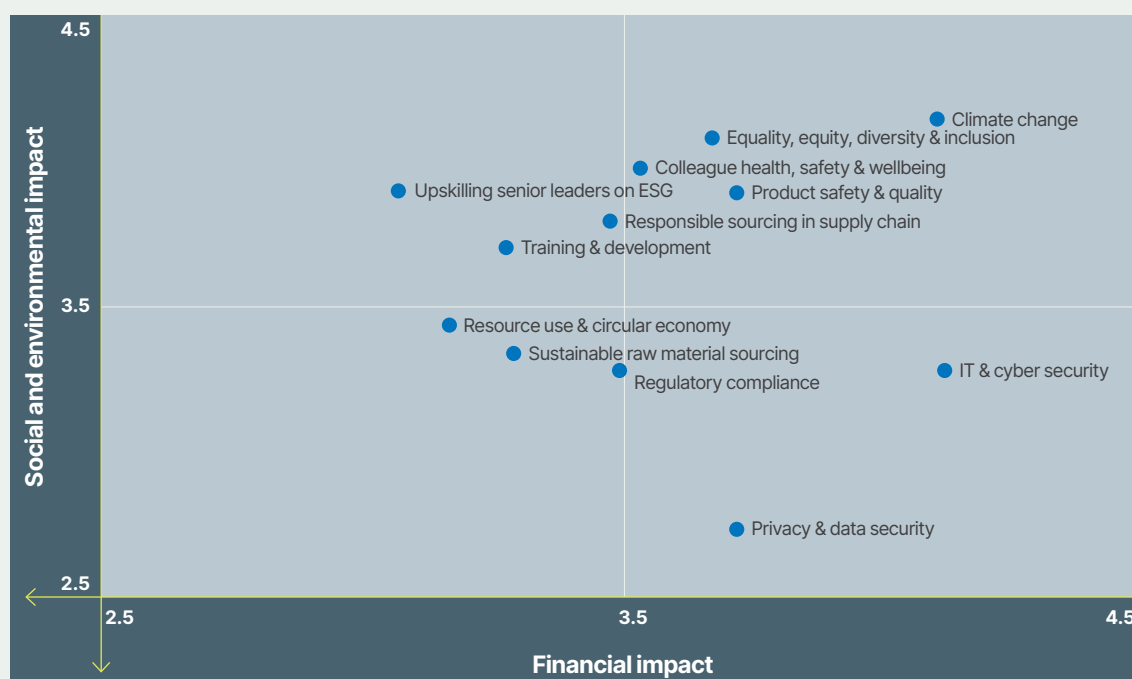 4.5
Social and environmental impact
Climate change
Equality, equity, diversity & inclusion
Colleague health, safety & wellbeing
Upskilling senior leaders on ESG
Product safety & quality
Responsible sourcing in supply chain
Training & development
3.5
Resource use & circular economy
Sustainable raw material sourcing
IT & cyber security
Regulatory compliance
Privacy & data security
2.5
2.5
3.5
4.5
Financial impact